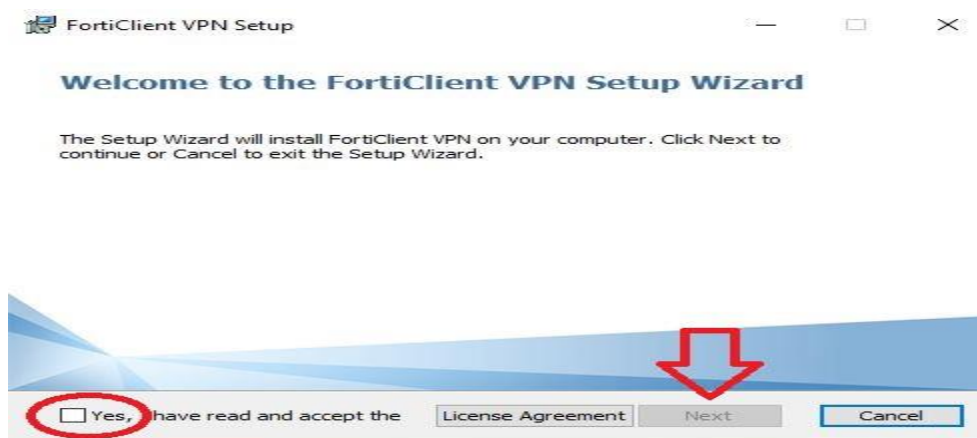 FortiClient VPN Setup
Welcome to the FortiClient VPN Setup Wizard
The Setup Wizard will install FortiClient VPN on your computer. Click Next to
continue or Cancel to exit the Setup Wizard.
Yes, I have read and accept the License Agreement Next Cancel